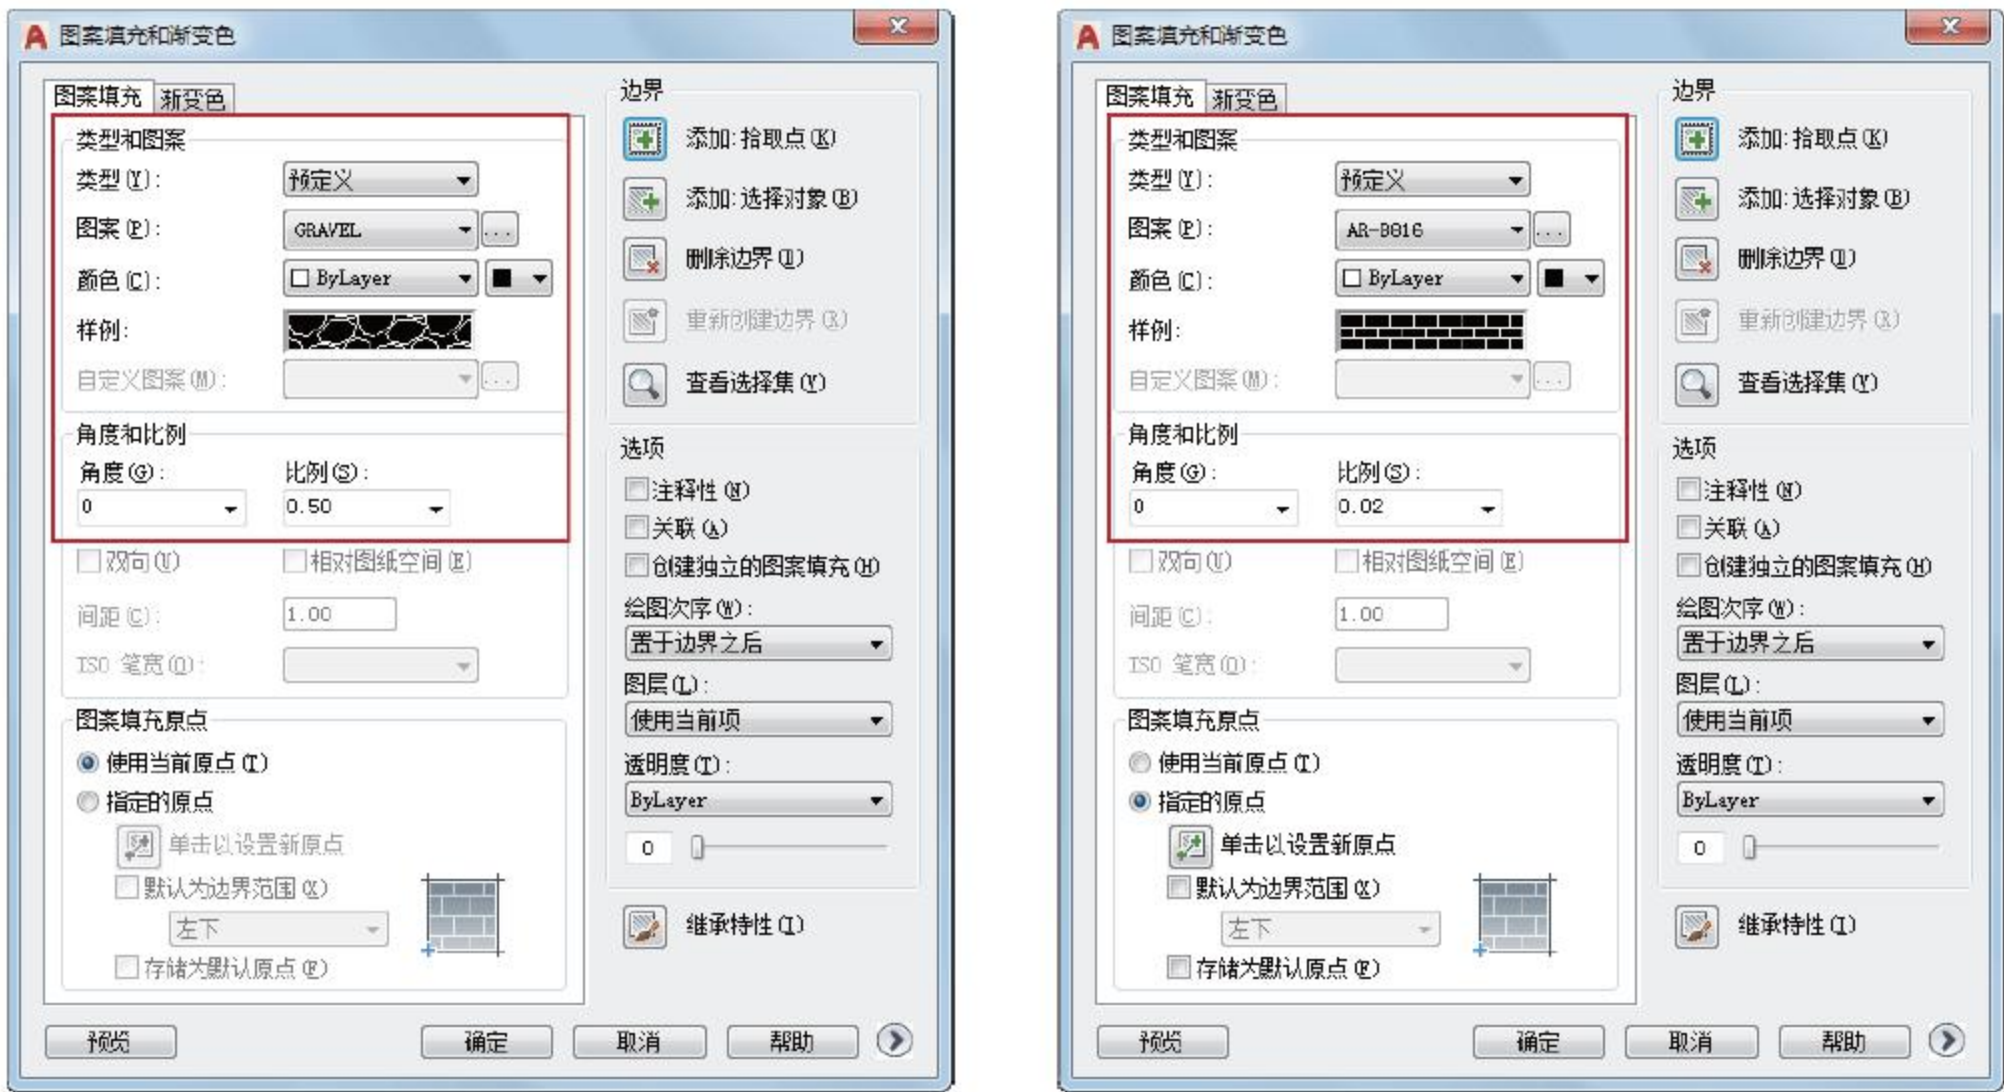 图案填充和渐变色
图案填充 渐变色
类型和图案
类型(Y): 预定义
图案(P): GRAVEL ...
颜色(C): ByLayer
样例:
自定义图案(M): ...
角度和比例
角度(G): 比例(S):
0 0.50
双向(U) 相对图纸空间(E)
间距(C): 1.00
ISO 笔宽(O):
图案填充原点
使用当前原点(T)
指定的原点
单击以设置新原点
默认为边界范围(X)
左下
存储为默认原点(F)
边界
添加:拾取点(K)
添加:选择对象(B)
删除边界(D)
重新创建边界(R)
查看选择集(V)
选项
注释性(N)
关联(A)
创建独立的图案填充(H)
绘图次序(W):
置于边界之后
图层(L):
使用当前项
透明度(T):
ByLayer
0
继承特性(I)
预览 确定 取消 帮助
图案填充和渐变色
图案填充 渐变色
类型和图案
类型(Y): 预定义
图案(P): AR-B816 ...
颜色(C): ByLayer
样例:
自定义图案(M): ...
角度和比例
角度(G): 比例(S):
0 0.02
双向(U) 相对图纸空间(E)
间距(C): 1.00
ISO 笔宽(O):
图案填充原点
使用当前原点(T)
指定的原点
单击以设置新原点
默认为边界范围(X)
左下
存储为默认原点(F)
边界
添加:拾取点(K)
添加:选择对象(B)
删除边界(D)
重新创建边界(R)
查看选择集(V)
选项
注释性(N)
关联(A)
创建独立的图案填充(H)
绘图次序(W):
置于边界之后
图层(L):
使用当前项
透明度(T):
ByLayer
0
继承特性(I)
预览 确定 取消 帮助